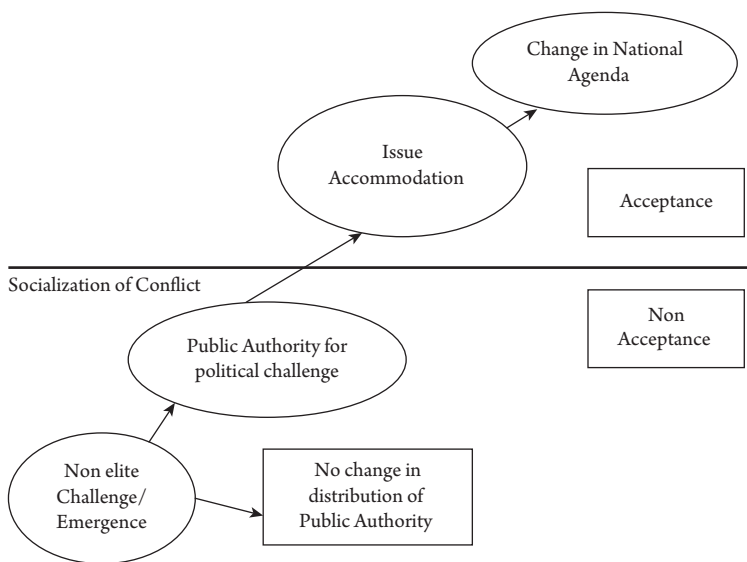 Change in National
Agenda
Issue
Accommodation
Acceptance
Socialization of Conflict
Non
Acceptance
Public Authority for
political challenge
Non elite
Challenge/
Emergence
No change in
distribution of
Public Authority